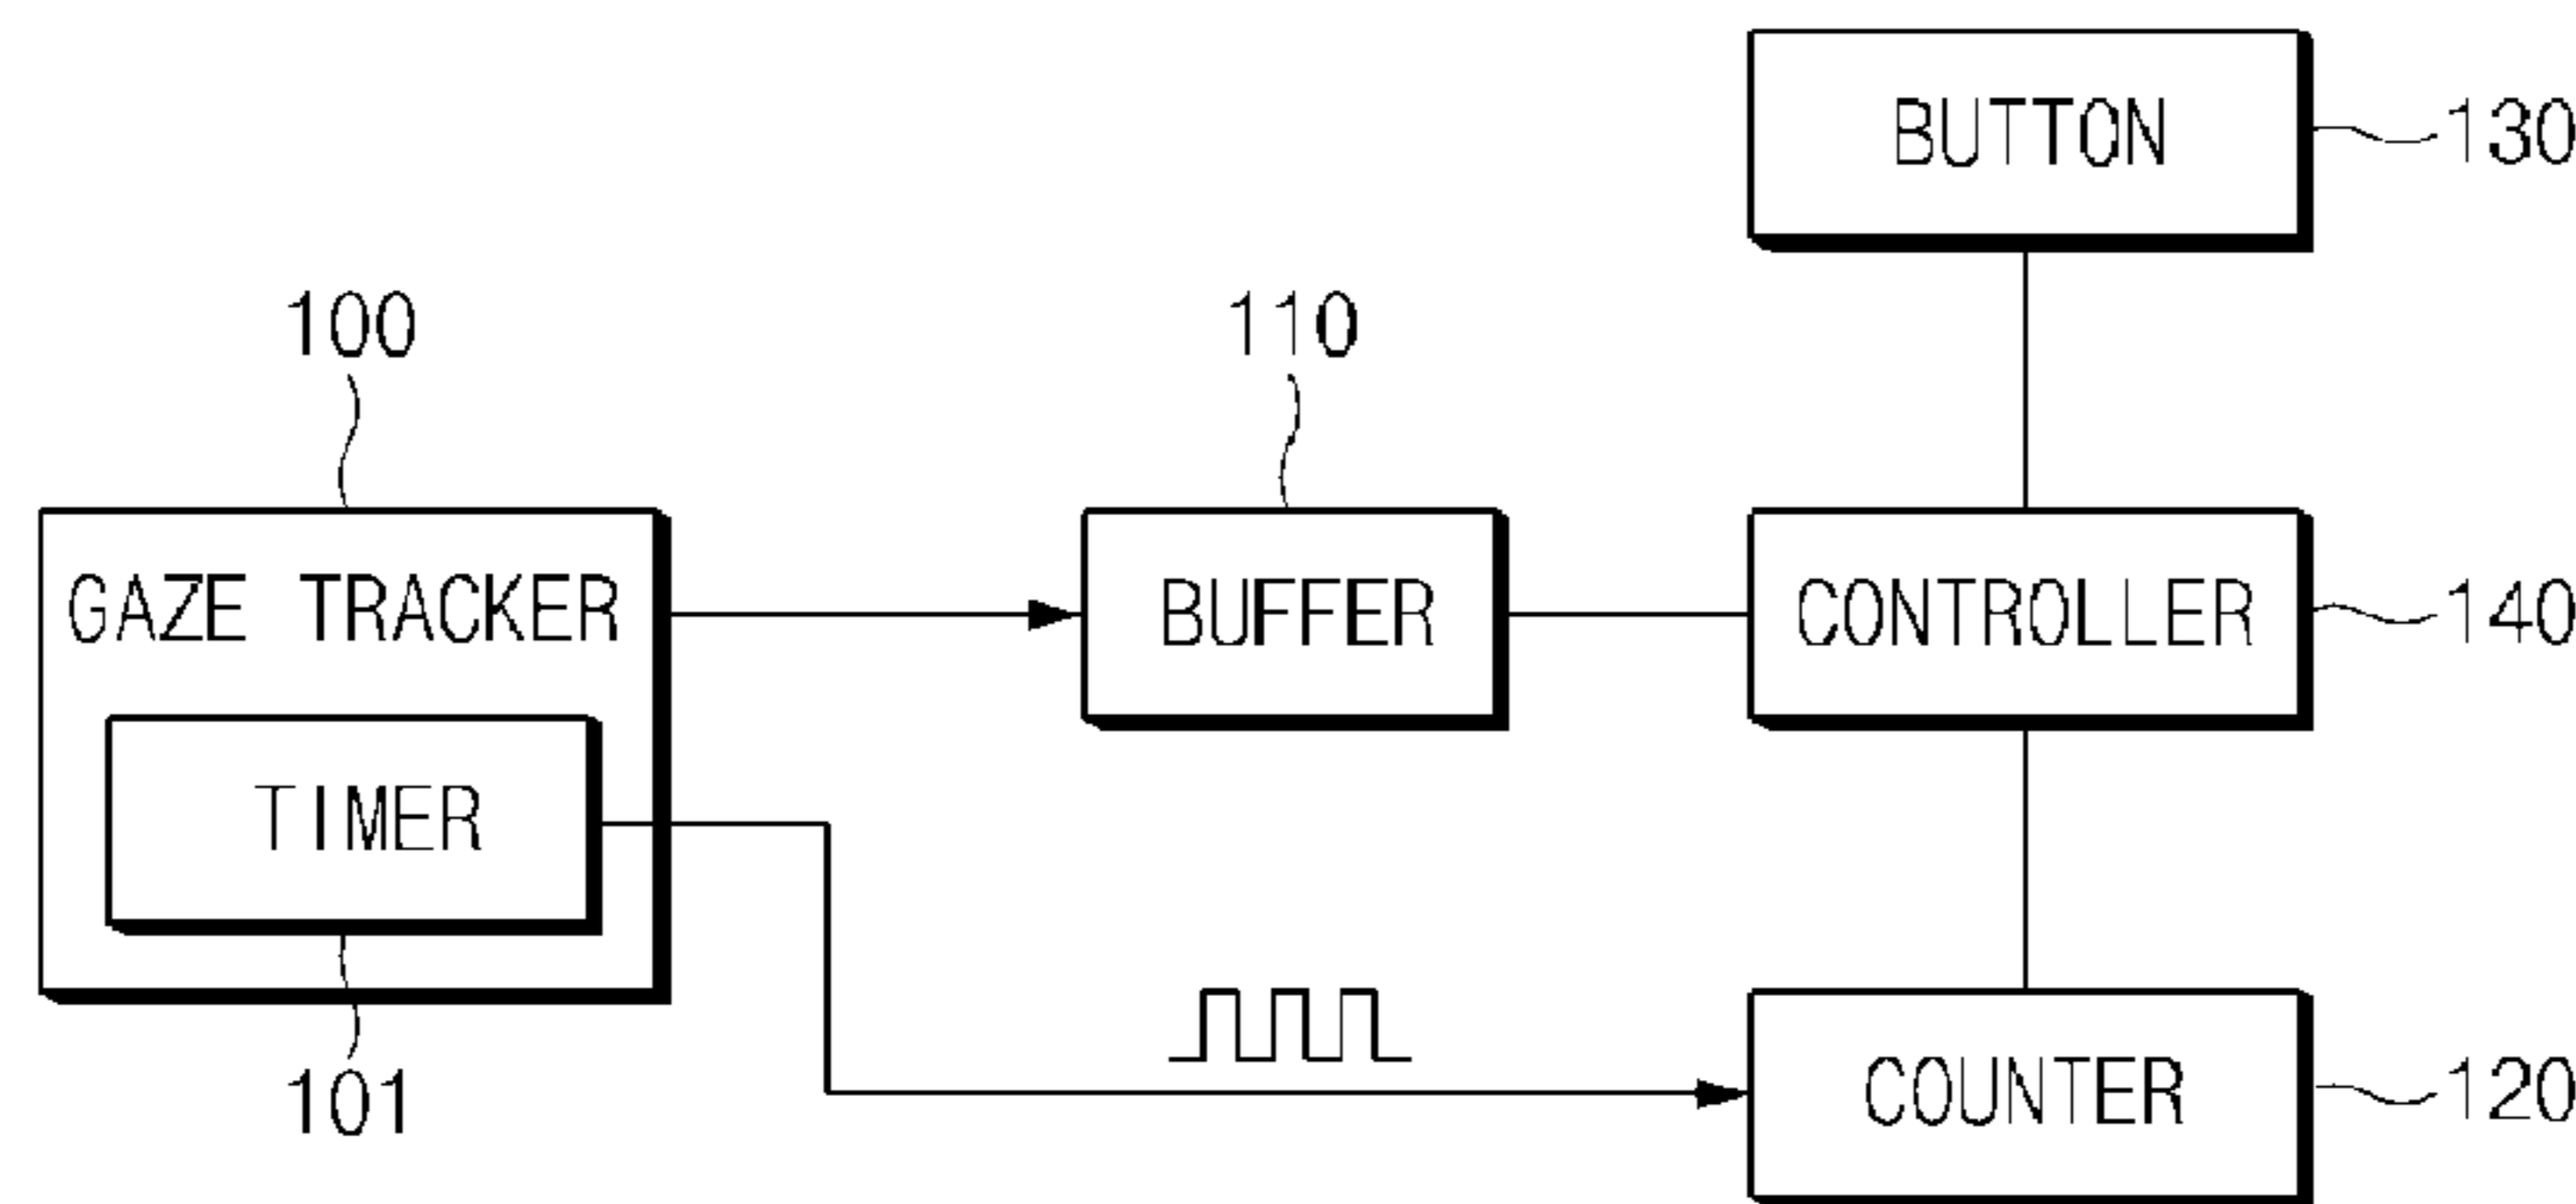 BUTTON
130
100
110
GAZE TRACKER
BUFFER
CONTROLLER
140
TIMER
101
COUNTER
120